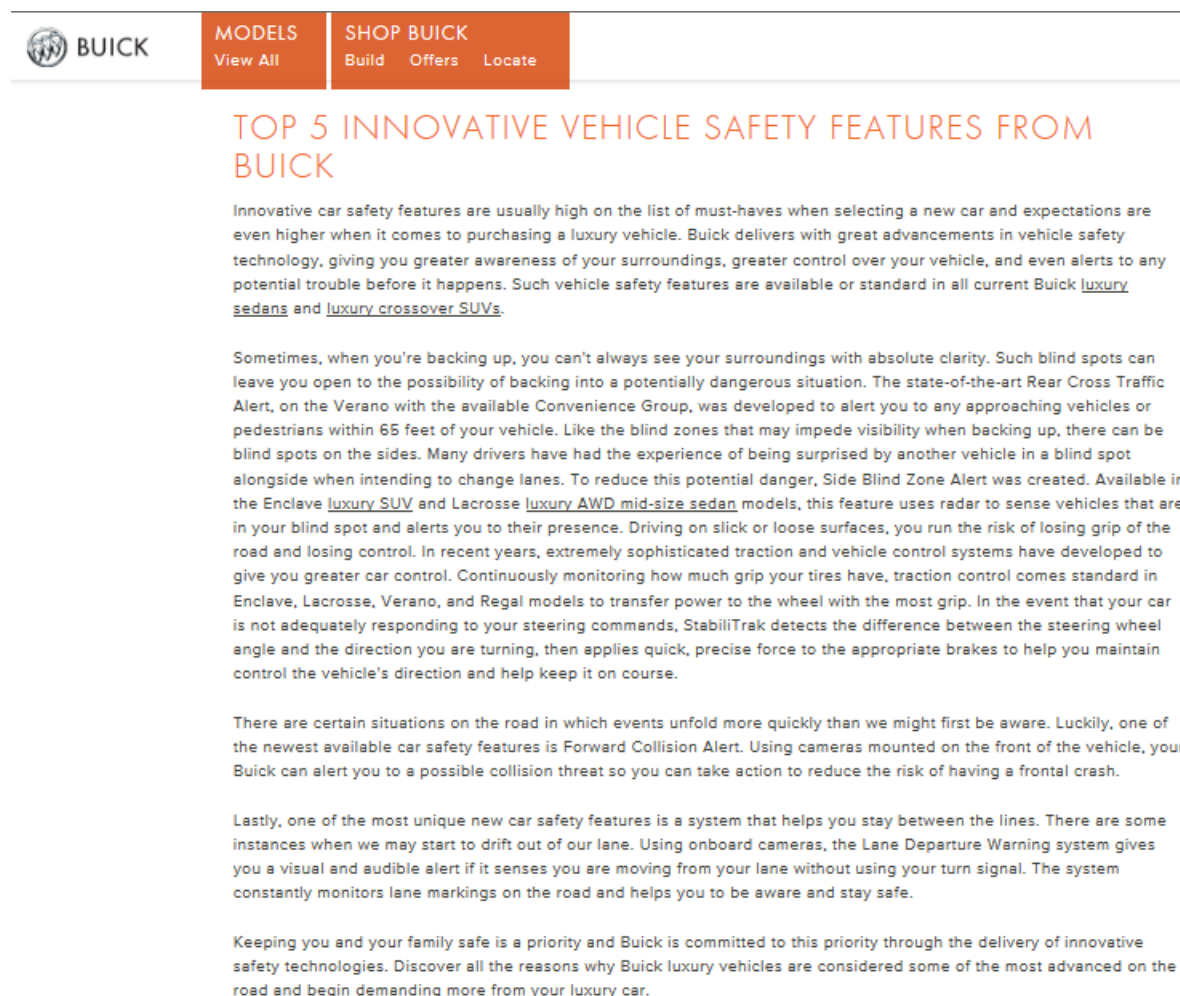 BUICK
MODELS
View All
SHOP BUICK
Build Offers Locate
TOP 5 INNOVATIVE VEHICLE SAFETY FEATURES FROM
BUICK
Innovative car safety features are usually high on the list of must-haves when selecting a new car and expectations are
even higher when it comes to purchasing a luxury vehicle. Buick delivers with great advancements in vehicle safety
technology, giving you greater awareness of your surroundings, greater control over your vehicle, and even alerts to any
potential trouble before it happens. Such vehicle safety features are available or standard in all current Buick luxury
sedans and luxury crossover SUVs.
Sometimes, when you're backing up, you can't always see your surroundings with absolute clarity. Such blind spots can
leave you open to the possibility of backing into a potentially dangerous situation. The state-of-the-art Rear Cross Traffic
Alert, on the Verano with the available Convenience Group, was developed to alert you to any approaching vehicles or
pedestrians within 65 feet of your vehicle. Like the blind zones that may impede visibility when backing up, there can be
blind spots on the sides. Many drivers have had the experience of being surprised by another vehicle in a blind spot
alongside when intending to change lanes. To reduce this potential danger, Side Blind Zone Alert was created. Available in
the Enclave luxury SUV and Lacrosse luxury AWD mid-size sedan models, this feature uses radar to sense vehicles that are
in your blind spot and alerts you to their presence. Driving on slick or loose surfaces, you run the risk of losing grip of the
road and losing control. In recent years, extremely sophisticated traction and vehicle control systems have developed to
give you greater car control. Continuously monitoring how much grip your tires have, traction control comes standard in
Enclave, Lacrosse, Verano, and Regal models to transfer power to the wheel with the most grip. In the event that your car
is not adequately responding to your steering commands, StabiliTrak detects the difference between the steering wheel
angle and the direction you are turning, then applies quick, precise force to the appropriate brakes to help you maintain
control the vehicle's direction and help keep it on course.
There are certain situations on the road in which events unfold more quickly than we might first be aware. Luckily, one of
the newest available car safety features is Forward Collision Alert. Using cameras mounted on the front of the vehicle, your
Buick can alert you to a possible collision threat so you can take action to reduce the risk of having a frontal crash.
Lastly, one of the most unique new car safety features is a system that helps you stay between the lines. There are some
instances when we may start to drift out of our lane. Using onboard cameras, the Lane Departure Warning system gives
you a visual and audible alert if it senses you are moving from your lane without using your turn signal. The system
constantly monitors lane markings on the road and helps you to be aware and stay safe.
Keeping you and your family safe is a priority and Buick is committed to this priority through the delivery of innovative
safety technologies. Discover all the reasons why Buick luxury vehicles are considered some of the most advanced on the
road and begin demanding more from your luxury car.